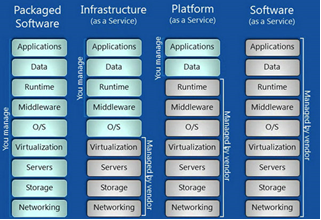 Packaged
Software
You manage
Applications
Data
Runtime
Middleware
O/S
Virtualization
Servers
Storage
Networking
Infrastructure
(as a Service)
You manage
Applications
Data
Runtime
Middleware
O/S
Virtualization
Servers
Storage
Networking
Managed by vendor
Platform
(as a Service)
You manage
Applications
Data
Runtime
Middleware
O/S
Virtualization
Servers
Storage
Networking
Managed by vendor
Software
(as a Service)
Applications
Data
Runtime
Middleware
O/S
Virtualization
Servers
Storage
Networking
Managed by vendor